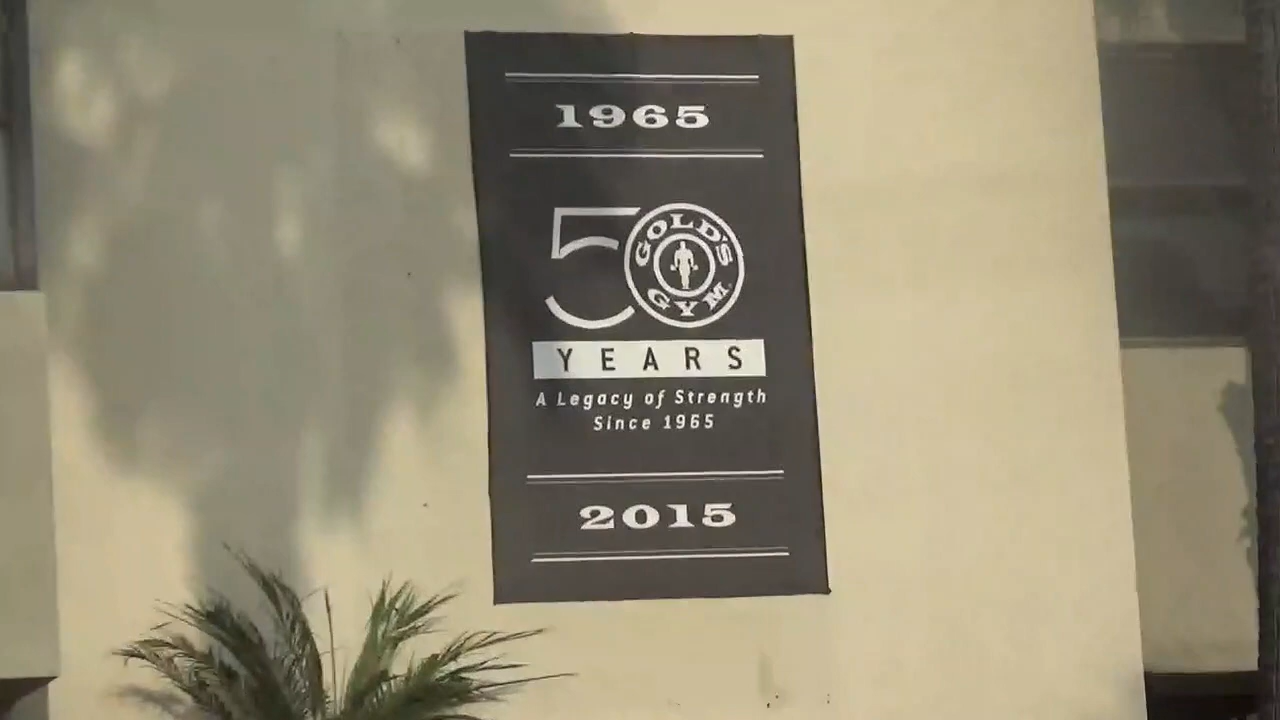 1965
50
GOLD'S
GYM
YEARS
A Legacy of Strength
Since 1965
2015